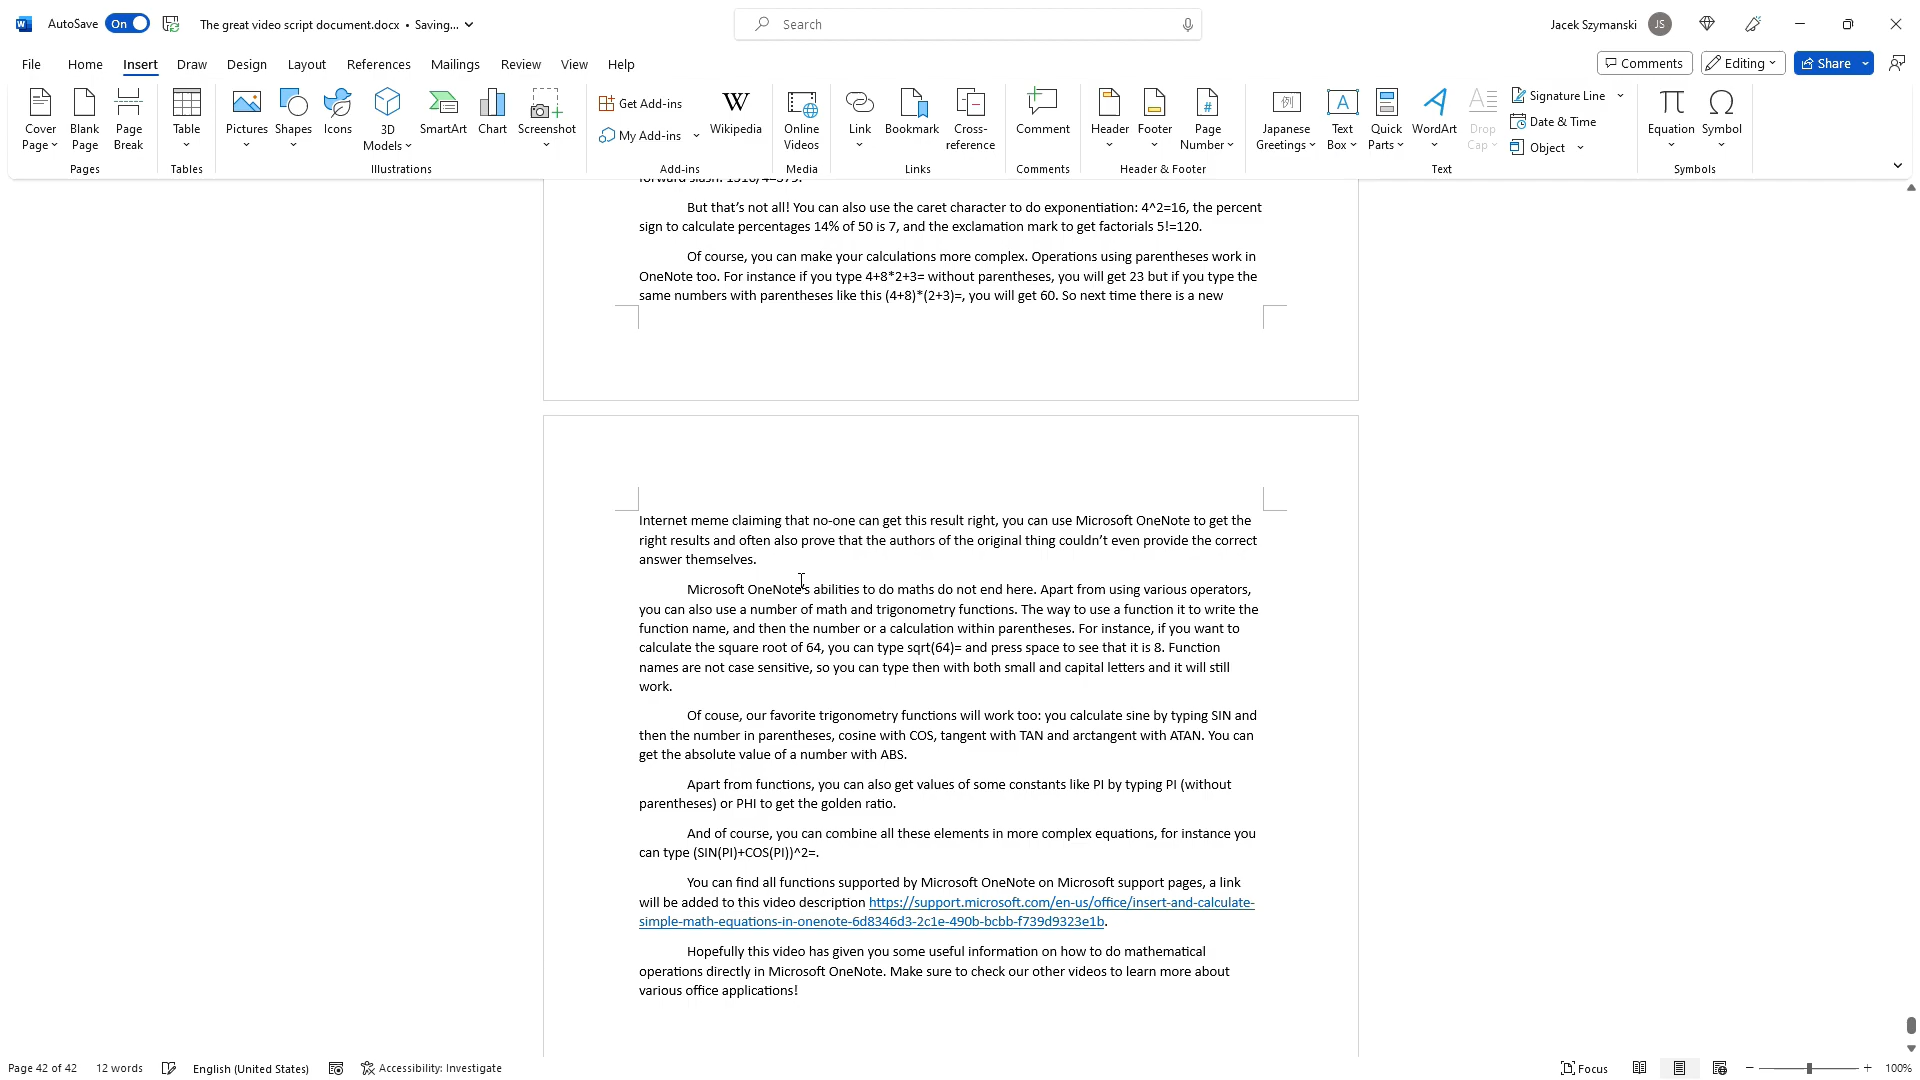 AutoSave On The great video script document.docx • Saving... Search Jacek Szymanski JS
File Home Insert Draw Design Layout References Mailings Review View Help Comments Editing Share
Cover Page Blank Page Page Break Pages
Table Tables
Pictures Shapes Icons 3D Models SmartArt Chart Screenshot Illustrations
Get Add-ins My Add-ins Wikipedia Add-ins
Online Videos Media
Link Bookmark Cross-reference Links
Comment Comments
Header Footer Page Number Header & Footer
Japanese Greetings Text Box Quick Parts WordArt Drop Cap Signature Line Date & Time Object Text
Equation Symbol Symbols
forward slash: 1516/4=379.
But that's not all! You can also use the caret character to do exponentiation: 4^2=16, the percent
sign to calculate percentages 14% of 50 is 7, and the exclamation mark to get factorials 5!=120.
Of course, you can make your calculations more complex. Operations using parentheses work in
OneNote too. For instance if you type 4+8*2+3= without parentheses, you will get 23 but if you type the
same numbers with parentheses like this (4+8)*(2+3)=, you will get 60. So next time there is a new
Internet meme claiming that no-one can get this result right, you can use Microsoft OneNote to get the
right results and often also prove that the authors of the original thing couldn't even provide the correct
answer themselves.
Microsoft OneNote's abilities to do maths do not end here. Apart from using various operators,
you can also use a number of math and trigonometry functions. The way to use a function it to write the
function name, and then the number or a calculation within parentheses. For instance, if you want to
calculate the square root of 64, you can type sqrt(64)= and press space to see that it is 8. Function
names are not case sensitive, so you can type then with both small and capital letters and it will still
work.
Of couse, our favorite trigonometry functions will work too: you calculate sine by typing SIN and
then the number in parentheses, cosine with COS, tangent with TAN and arctangent with ATAN. You can
get the absolute value of a number with ABS.
Apart from functions, you can also get values of some constants like PI by typing PI (without
parentheses) or PHI to get the golden ratio.
And of course, you can combine all these elements in more complex equations, for instance you
can type (SIN(PI)+COS(PI))^2=.
You can find all functions supported by Microsoft OneNote on Microsoft support pages, a link
will be added to this video description https://support.microsoft.com/en-us/office/insert-and-calculate-
simple-math-equations-in-onenote-6d8346d3-2c1e-490b-bcbb-f739d9323e1b.
Hopefully this video has given you some useful information on how to do mathematical
operations directly in Microsoft OneNote. Make sure to check our other videos to learn more about
various office applications!
Page 42 of 42 12 words English (United States) Accessibility: Investigate Focus 100%